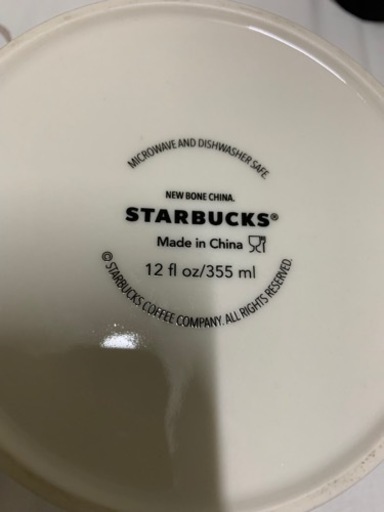 MICROWAVE AND DISHWASHER SAFE.
NEW BONE CHINA.
STARBUCKS®
Made in China
12 fl oz/355 ml
© STARBUCKS COFFEE COMPANY. ALL RIGHTS RESERVED.